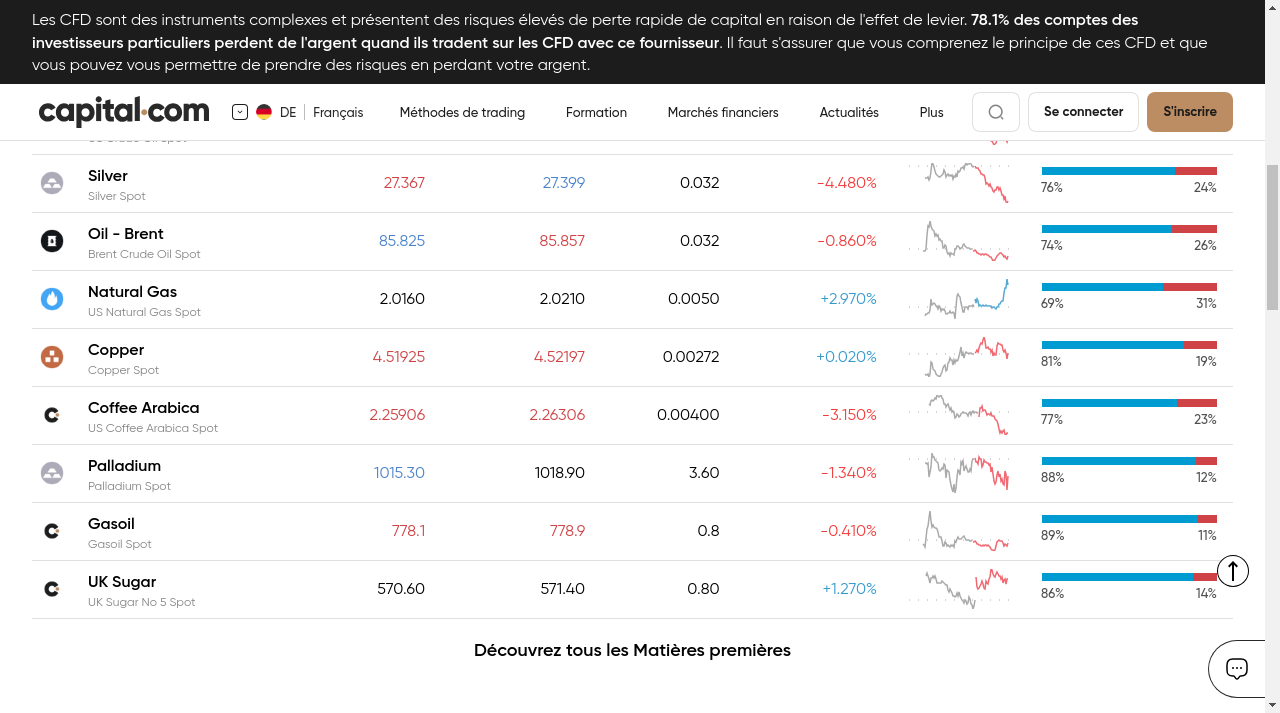 Les CFD sont des instruments complexes et présentent des risques élevés de perte rapide de capital en raison de l'effet de levier. 78.1% des comptes des
investisseurs particuliers perdent de l'argent quand ils tradent sur les CFD avec ce fournisseur. Il faut s'assurer que vous comprenez le principe de ces CFD et que
vous pouvez vous permettre de prendre des risques en perdant votre argent.
capital.com DE Français Méthodes de trading Formation Marchés financiers Actualités Plus Se connecter S'inscrire
US Crude Oil Spot
Silver 27.367 27.399 0.032 -4.480% 76% 24%
Silver Spot
Oil - Brent 85.825 85.857 0.032 -0.860% 74% 26%
Brent Crude Oil Spot
Natural Gas 2.0160 2.0210 0.0050 +2.970% 69% 31%
US Natural Gas Spot
Copper 4.51925 4.52197 0.00272 +0.020% 81% 19%
Copper Spot
Coffee Arabica 2.25906 2.26306 0.00400 -3.150% 77% 23%
US Coffee Arabica Spot
Palladium 1015.30 1018.90 3.60 -1.340% 88% 12%
Palladium Spot
Gasoil 778.1 778.9 0.8 -0.410% 89% 11%
Gasoil Spot
UK Sugar 570.60 571.40 0.80 +1.270% 86% 14%
UK Sugar No 5 Spot
Découvrez tous les Matières premières